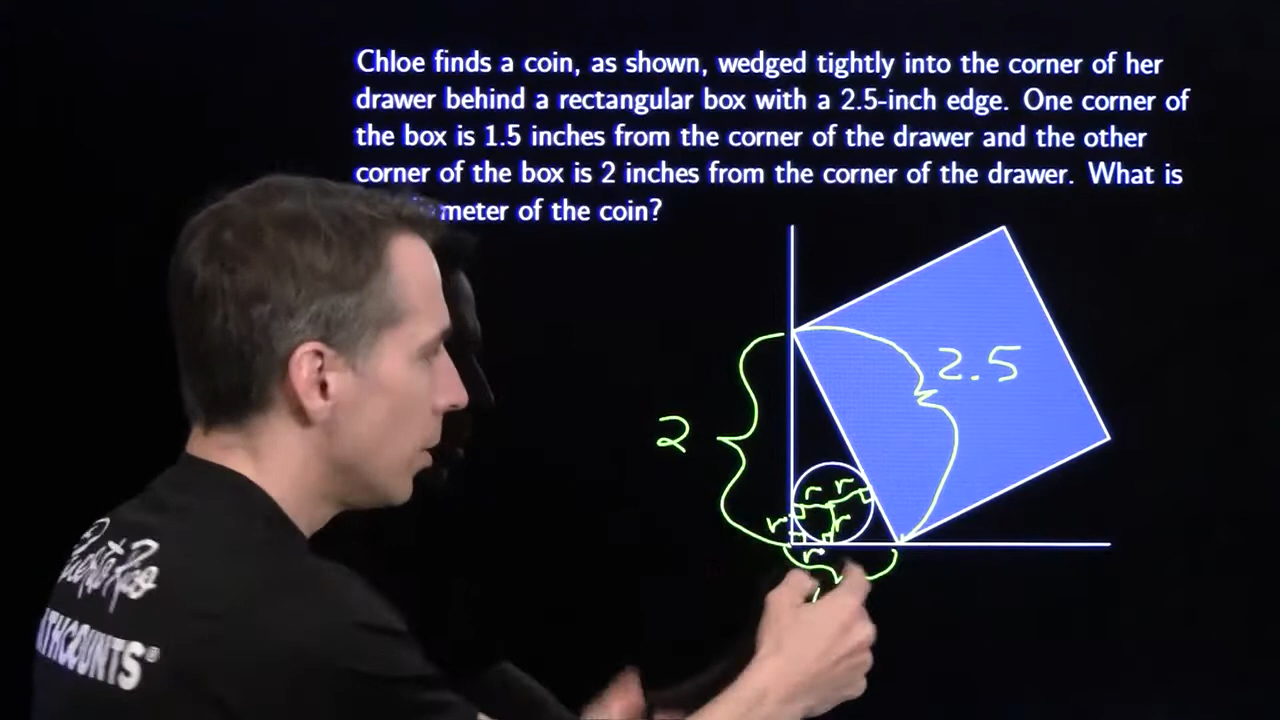 Chloe finds a coin, as shown, wedged tightly into the corner of her
drawer behind a rectangular box with a 2.5-inch edge. One corner of
the box is 1.5 inches from the corner of the drawer and the other
corner of the box is 2 inches from the corner of the drawer. What is
meter of the coin?
2.5
2
r r
r r
r
Puerto Rico
ATHCOUNTS®